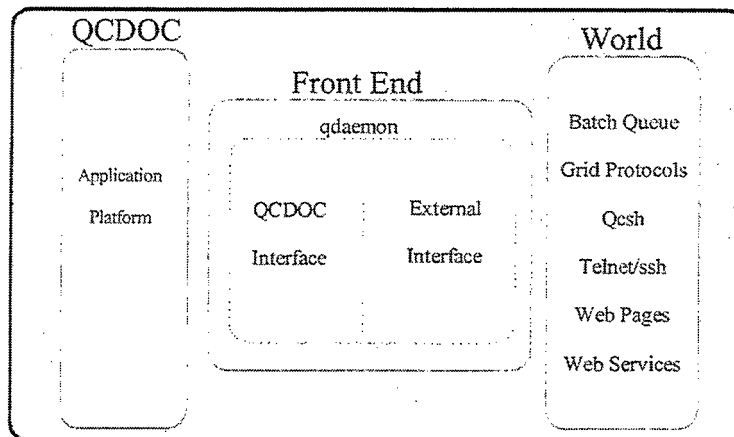 QCDOC
Application
Platform
Front End
qdaemon
QCDOC
Interface
External
Interface
World
Batch Queue
Grid Protocols
Qcsh
Telnet/ssh
Web Pages
Web Services